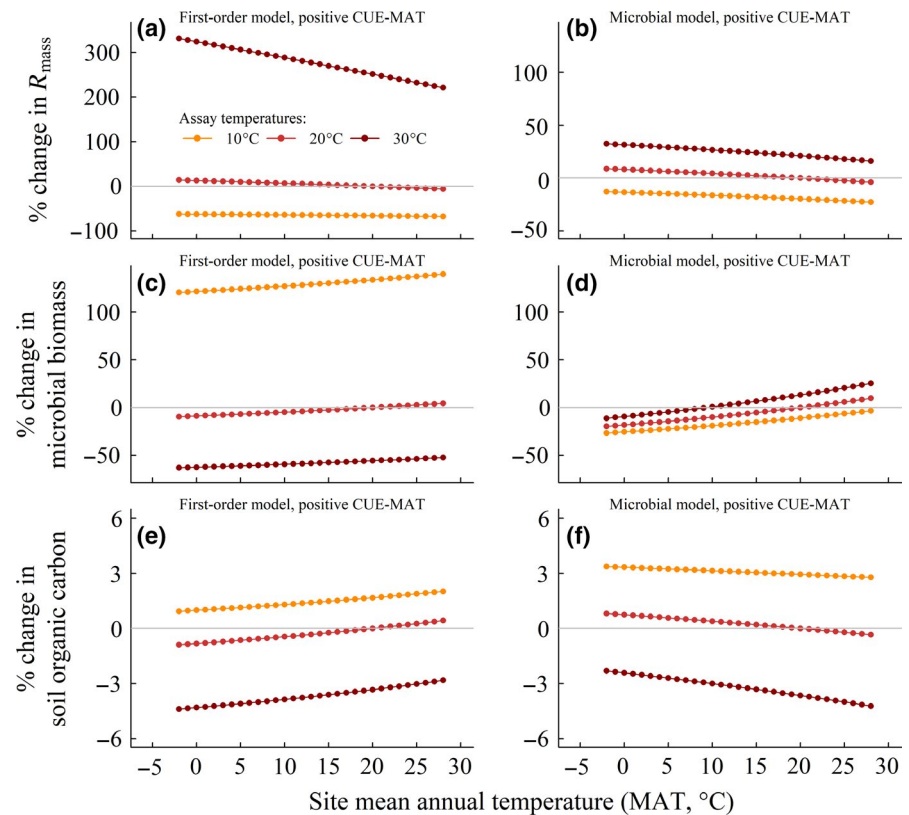 First-order model, positive CUE-MAT
(a)
% change in Rmass
300
200
100
0
−100
Assay temperatures:
10°C 20°C 30°C
Microbial model, positive CUE-MAT
(b)
100
50
0
−50
First-order model, positive CUE-MAT
(c)
% change in
microbial biomass
100
50
0
−50
Microbial model, positive CUE-MAT
(d)
100
50
0
−50
First-order model, positive CUE-MAT
(e)
% change in
soil organic carbon
6
3
0
−3
−6
−5 0 5 10 15 20 25 30
Microbial model, positive CUE-MAT
(f)
6
3
0
−3
−6
−5 0 5 10 15 20 25 30
Site mean annual temperature (MAT, °C)